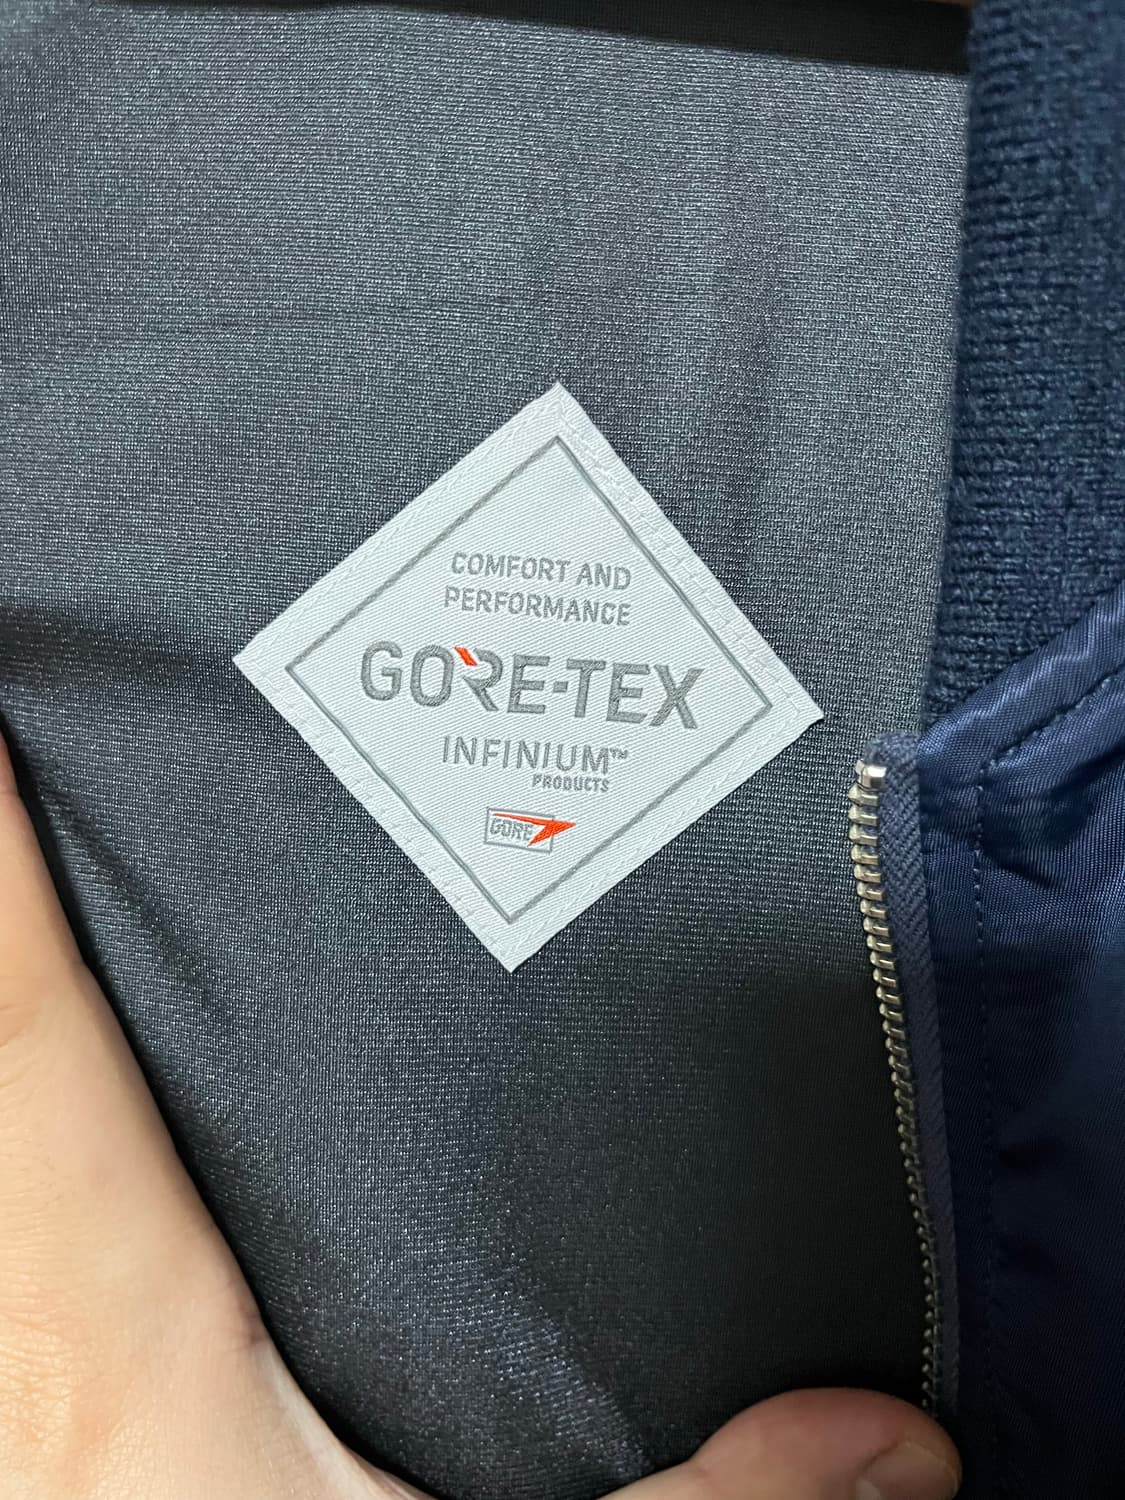 COMFORT AND
PERFORMANCE
GORE-TEX
INFINIUM™
PRODUCTS
GORE